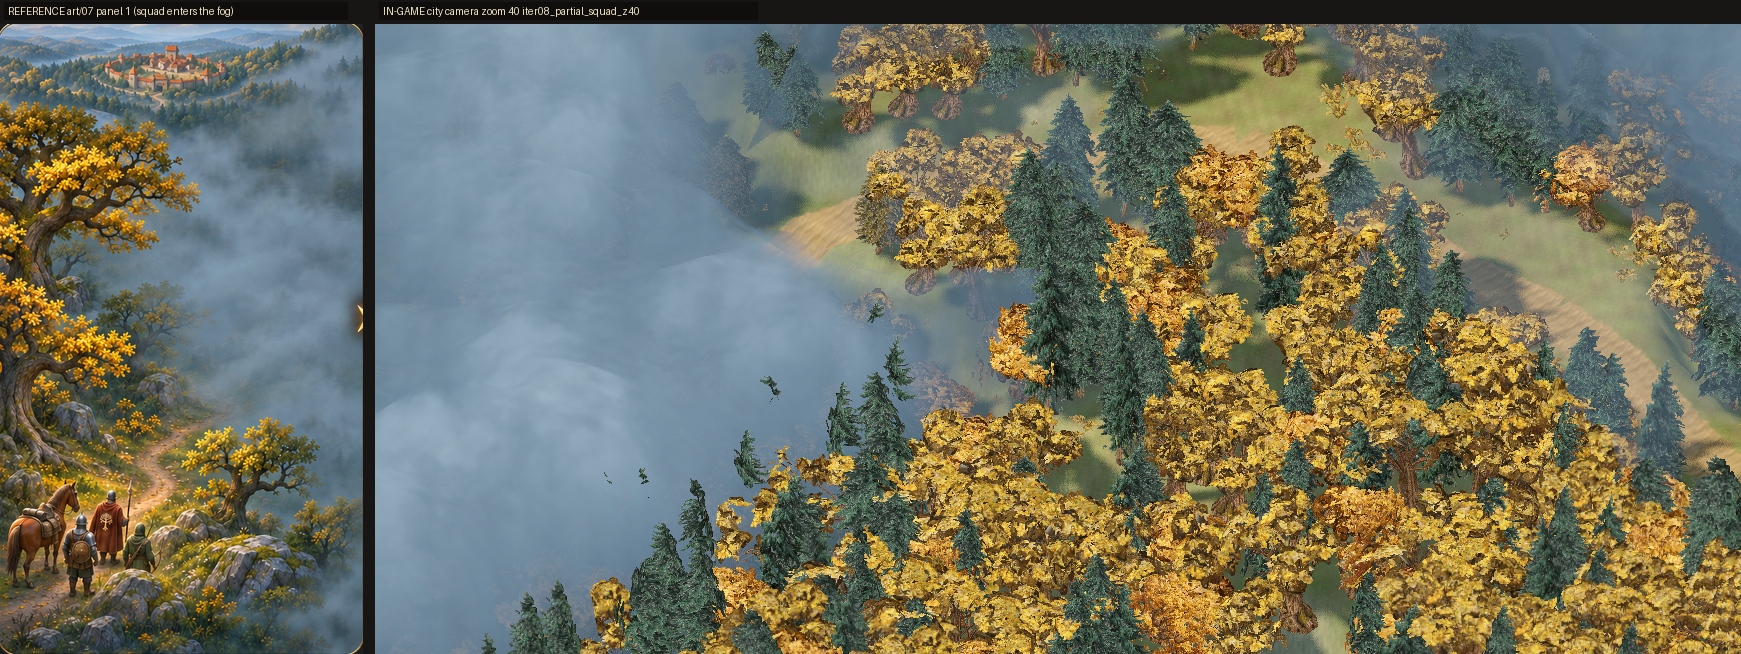 REFERENCE art/07 panel 1 (squad enters the fog)
IN-GAME city camera zoom 40 iter08_partial_squad_z40